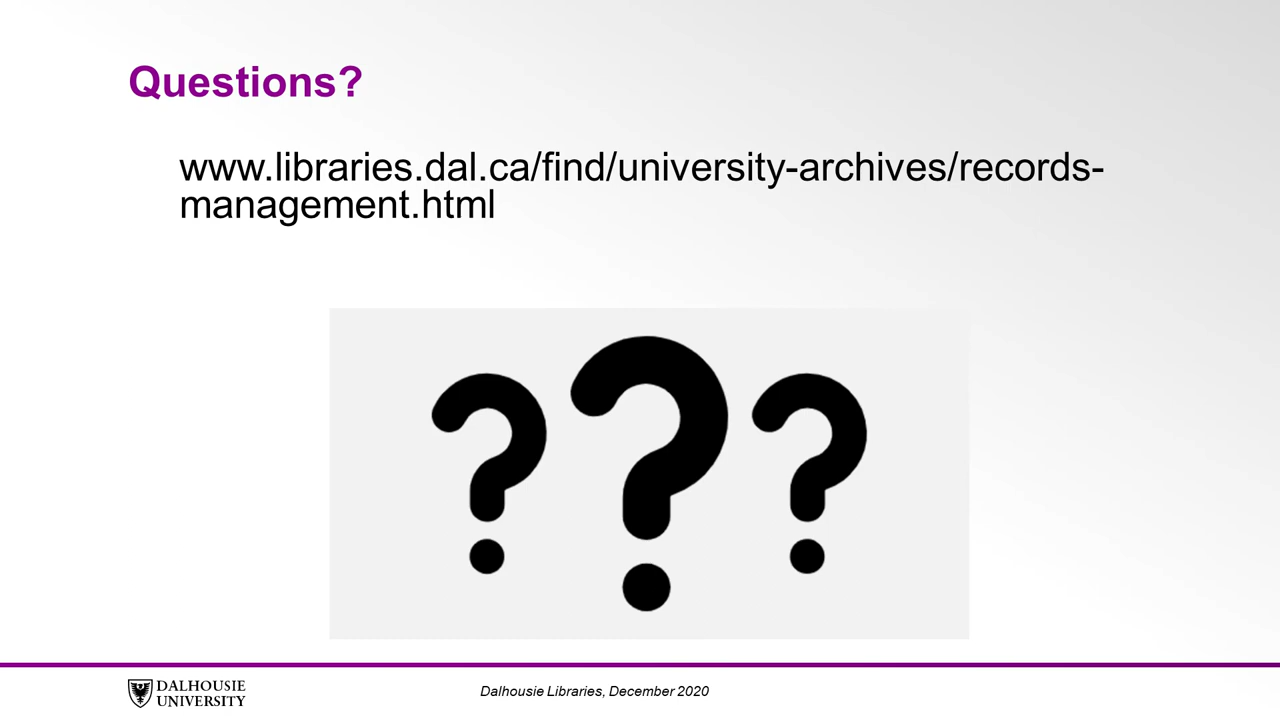 Questions?
www.libraries.dal.ca/find/university-archives/records-
management.html
???
DALHOUSIE
UNIVERSITY
Dalhousie Libraries, December 2020